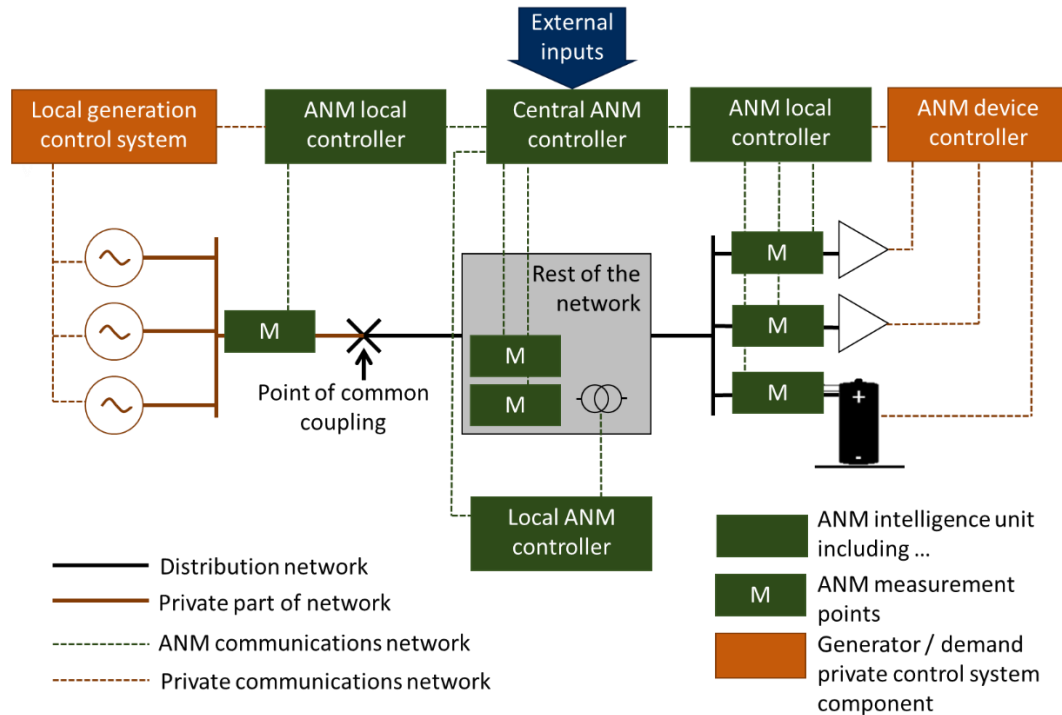 External
inputs
Local generation
control system
ANM local
controller
Central ANM
controller
ANM local
controller
ANM device
controller
M
Rest of the
network
M
M
M
M
M
Point of common
coupling
+
-
Local ANM
controller
Distribution network
Private part of network
ANM communications network
Private communications network
ANM intelligence unit
including ...
M
ANM measurement
points
Generator / demand
private control system
component